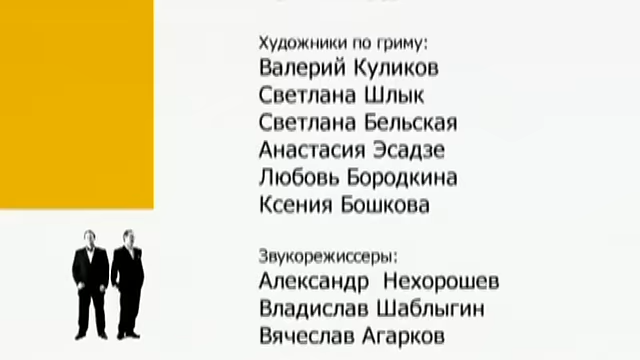 Художники по гриму:
Валерий Куликов
Светлана Шлык
Светлана Бельская
Анастасия Эсадзе
Любовь Бородкина
Ксения Бошкова
Звукорежиссеры:
Александр Нехорошев
Владислав Шаблыгин
Вячеслав Агарков